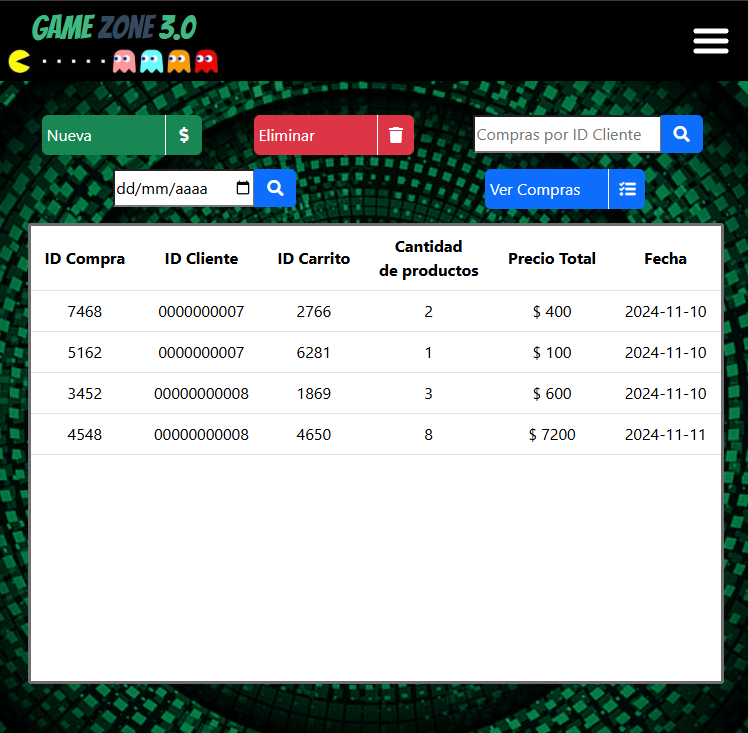 GAME ZONE 3.0
Nueva
Eliminar
Compras por ID Cliente
dd/mm/aaaa
Ver Compras
ID Compra ID Cliente ID Carrito Cantidad de productos Precio Total Fecha
7468 0000000007 2766 2 $ 400 2024-11-10
5162 0000000007 6281 1 $ 100 2024-11-10
3452 00000000008 1869 3 $ 600 2024-11-10
4548 00000000008 4650 8 $ 7200 2024-11-11